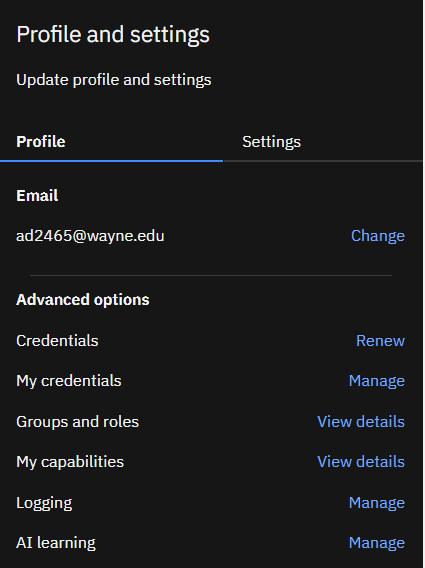 Profile and settings
Update profile and settings
Profile Settings
Email
ad2465@wayne.edu Change
Advanced options
Credentials Renew
My credentials Manage
Groups and roles View details
My capabilities View details
Logging Manage
AI learning Manage